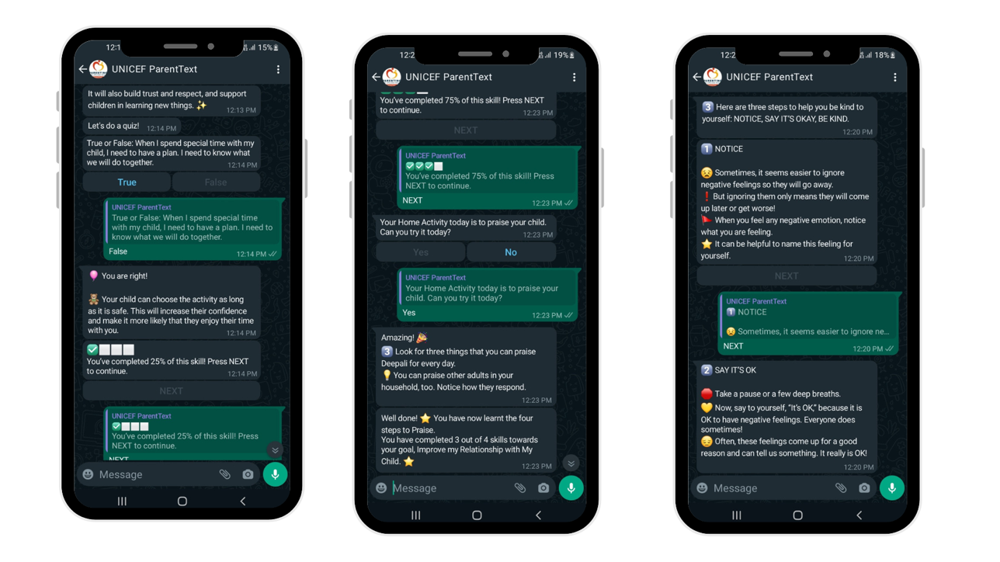 12:1
15%
UNICEF ParentText
It will also build trust and respect, and support
children in learning new things. ✨
12:13 PM
Let's do a quiz!
12:14 PM
True or False: When I spend special time with my
child, I need to have a plan. I need to know what
we will do together.
12:14 PM
True
False
UNICEF ParentText
True or False: When I spend special time
with my child, I need to have a plan. I need to
know what we will do together.
False
12:14 PM
🎈 You are right!
🧸 Your child can choose the activity as long
as it is safe. This will increase their confidence
and make it more likely that they enjoy their time
with you.
12:14 PM
✅⬜⬜⬜
You've completed 25% of this skill! Press NEXT
to continue.
12:14 PM
NEXT
UNICEF ParentText
✅⬜⬜⬜
You've completed 25% of this skill! Press
NEXT to continue.
NEXT
Message
12:2
19%
UNICEF ParentText
PARENTING
You've completed 75% of this skill! Press NEXT
to continue.
12:23 PM
NEXT
UNICEF ParentText
✅✅✅⬜
You've completed 75% of this skill! Press
NEXT to continue.
NEXT
12:23 PM
Your Home Activity today is to praise your child.
Can you try it today?
12:23 PM
Yes
No
UNICEF ParentText
Your Home Activity today is to praise your
child. Can you try it today?
Yes
12:23 PM
Amazing! 🎉
3️⃣ Look for three things that you can praise
Deepali for every day.
💡 You can praise other adults in your
household, too. Notice how they respond.
12:23 PM
Well done! ⭐ You have now learnt the four
steps to Praise.
You have completed 3 out of 4 skills towards
your goal, Improve my Relationship with My
Child. ⭐
12:23 PM
Message
12:2
18%
UNICEF ParentText
PARENTING
3️⃣ Here are three steps to help you be kind to
yourself: NOTICE, SAY IT'S OKAY, BE KIND.
12:20 PM
1️⃣ NOTICE
😣 Sometimes, it seems easier to ignore
negative feelings so they will go away.
❗ But ignoring them only means they will come
up later or get worse!
🚩 When you feel any negative emotion, notice
what you are feeling.
⭐ It can be helpful to name this feeling for
yourself.
12:20 PM
NEXT
UNICEF ParentText
1️⃣ NOTICE
😣 Sometimes, it seems easier to ignore ne...
NEXT
12:20 PM
2️⃣ SAY IT'S OK
🛑 Take a pause or a few deep breaths.
💛 Now, say to yourself, “It's OK,” because it is
OK to have negative feelings. Everyone does
sometimes!
😔 Often, these feelings come up for a good
reason and can tell us something. It really is OK!
12:20 PM
Message